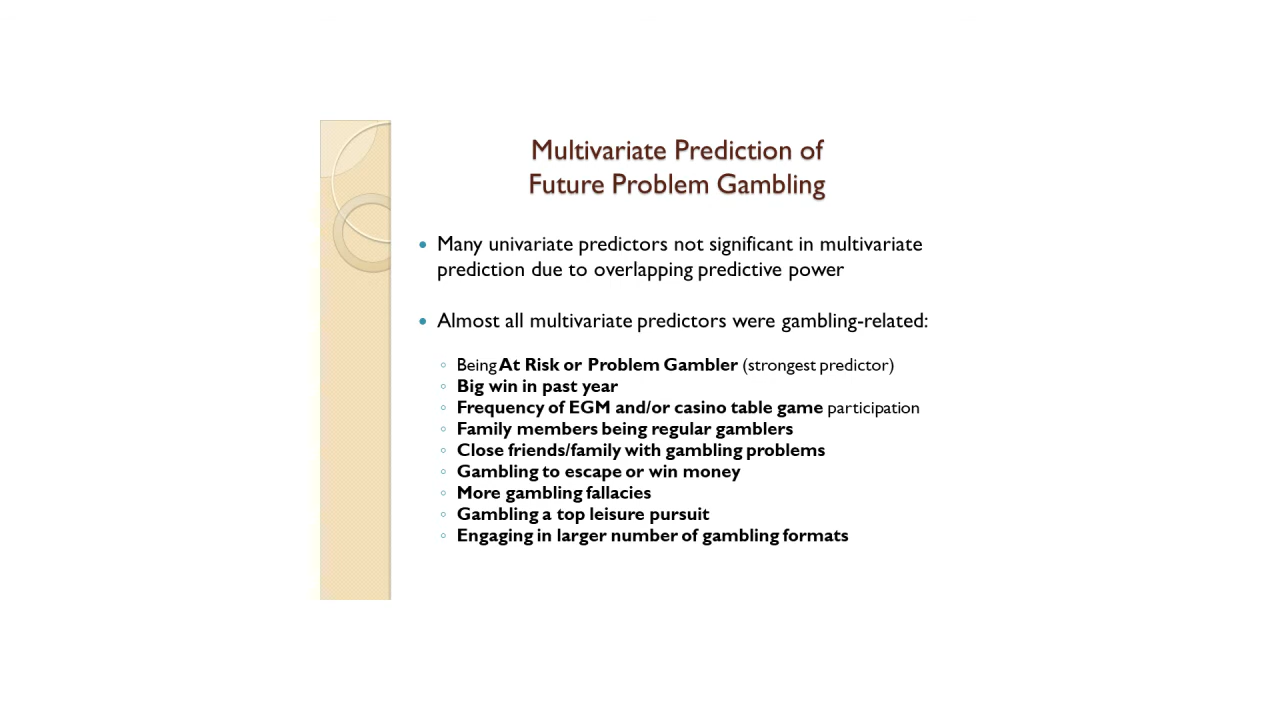 Multivariate Prediction of
Future Problem Gambling
• Many univariate predictors not significant in multivariate
prediction due to overlapping predictive power
• Almost all multivariate predictors were gambling-related:
◦ Being At Risk or Problem Gambler (strongest predictor)
◦ Big win in past year
◦ Frequency of EGM and/or casino table game participation
◦ Family members being regular gamblers
◦ Close friends/family with gambling problems
◦ Gambling to escape or win money
◦ More gambling fallacies
◦ Gambling a top leisure pursuit
◦ Engaging in larger number of gambling formats